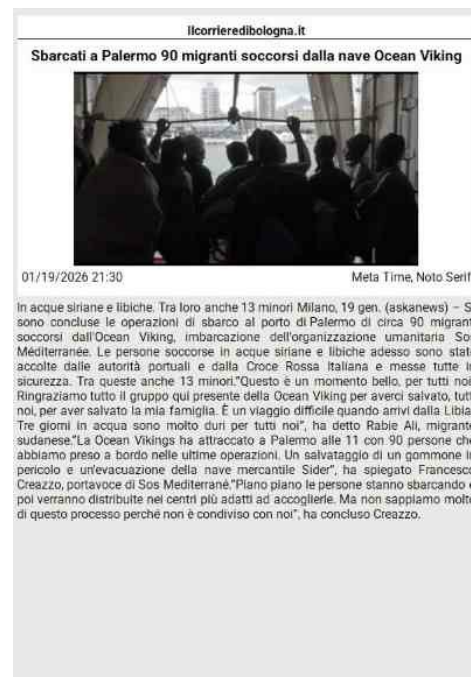 Ilcorrieredibologna.it
Sbarcati a Palermo 90 migranti soccorsi dalla nave Ocean Viking
01/19/2026 21:30
Meta Time, Noto Serif
In acque siriane e libiche. Tra loro anche 13 minori Milano, 19 gen. (askanews) – S
sono concluse le operazioni di sbarco al porto di Palermo di circa 90 migrant
soccorsi dall'Ocean Viking, imbarcazione dell'organizzazione umanitaria Sos
Méditerranée. Le persone soccorse in acque siriane e libiche adesso sono stat
accolte dalle autorità portuali e dalla Croce Rossa Italiana e messe tutte i
sicurezza. Tra queste anche 13 minori."Questo è un momento bello, per tutti noi
Ringraziamo tutto il gruppo qui presente della Ocean Viking per averci salvato, tutt
noi, per aver salvato la mia famiglia. È un viaggio difficile quando arrivi dalla Libia
Tre giorni in acqua sono molto duri per tutti noi", ha detto Rabie Ali, migrante
sudanese."La Ocean Vikings ha attraccato a Palermo alle 11 con 90 persone che
abbiamo preso a bordo nelle ultime operazioni. Un salvataggio di un gommone i
pericolo e un'evacuazione della nave mercantile Sider", ha spiegato Francesco
Creazzo, portavoce di Sos Mediterrané."Piano piano le persone stanno sbarcando e
poi verranno distribuite nei centri più adatti ad accoglierle. Ma non sappiamo molto
di questo processo perché non è condiviso con noi", ha concluso Creazzo.